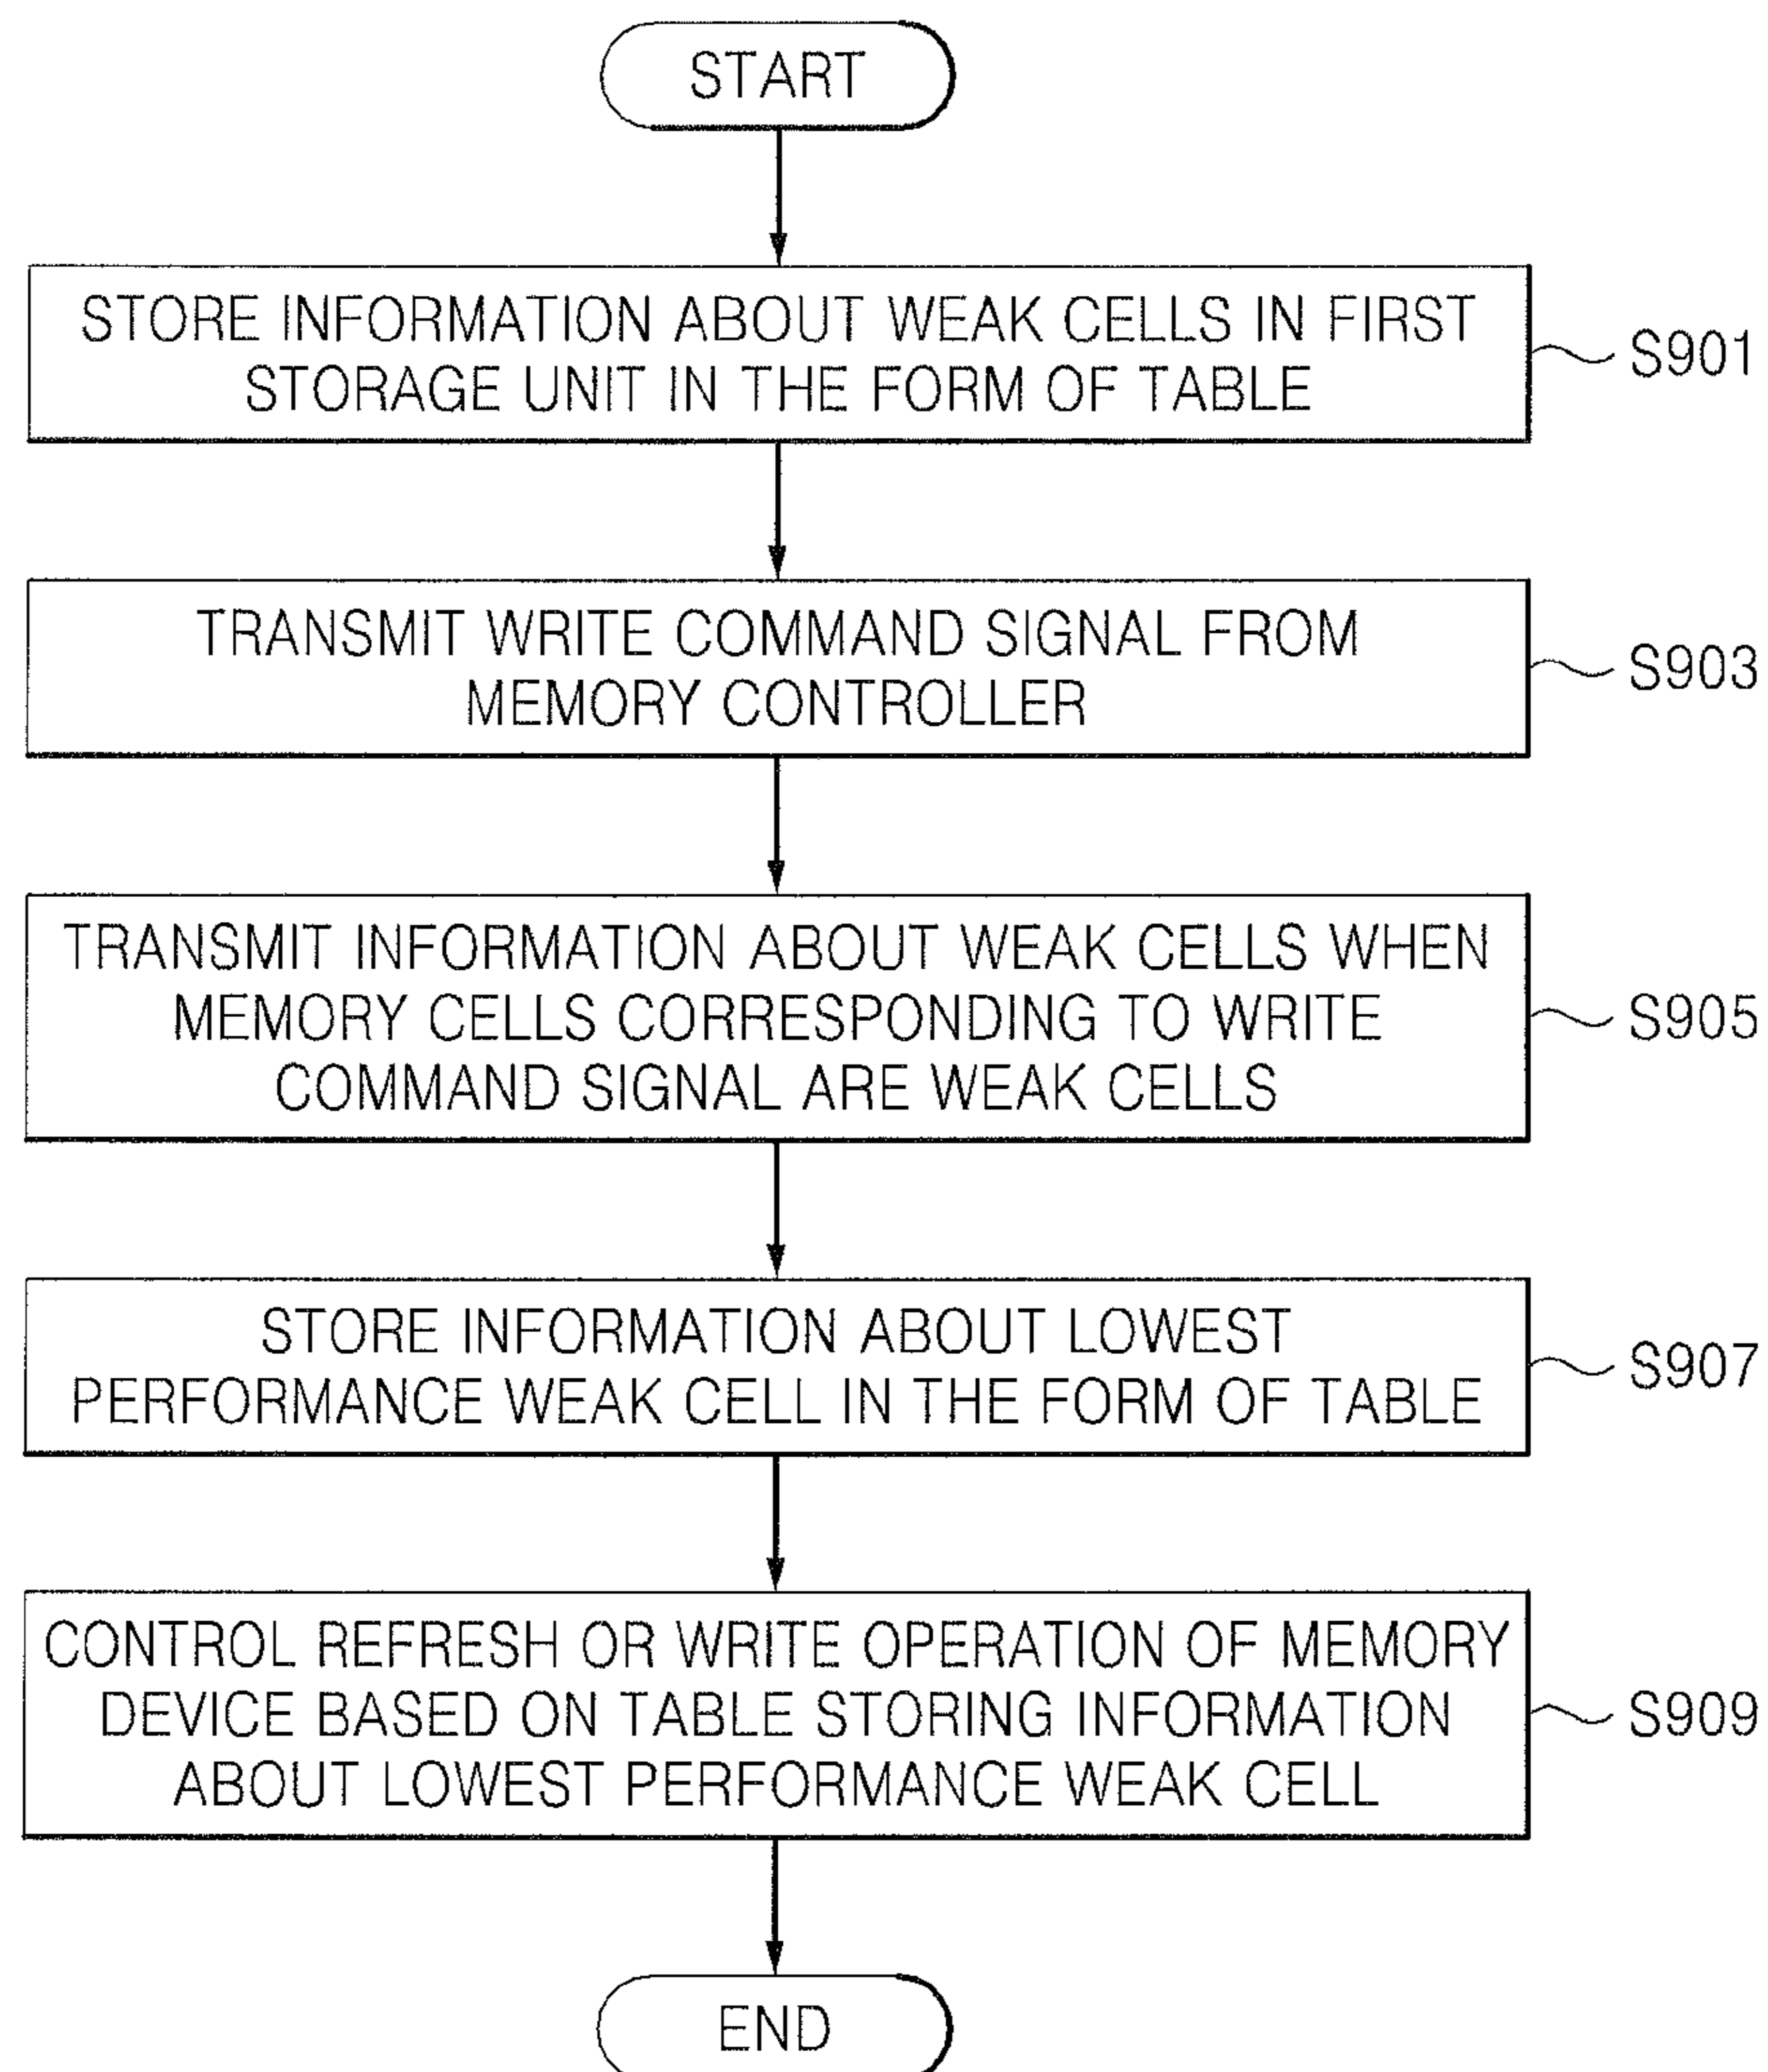 START
STORE INFORMATION ABOUT WEAK CELLS IN FIRST
STORAGE UNIT IN THE FORM OF TABLE
S901
TRANSMIT WRITE COMMAND SIGNAL FROM
MEMORY CONTROLLER
S903
TRANSMIT INFORMATION ABOUT WEAK CELLS WHEN
MEMORY CELLS CORRESPONDING TO WRITE
COMMAND SIGNAL ARE WEAK CELLS
S905
STORE INFORMATION ABOUT LOWEST
PERFORMANCE WEAK CELL IN THE FORM OF TABLE
S907
CONTROL REFRESH OR WRITE OPERATION OF MEMORY
DEVICE BASED ON TABLE STORING INFORMATION
ABOUT LOWEST PERFORMANCE WEAK CELL
S909
END